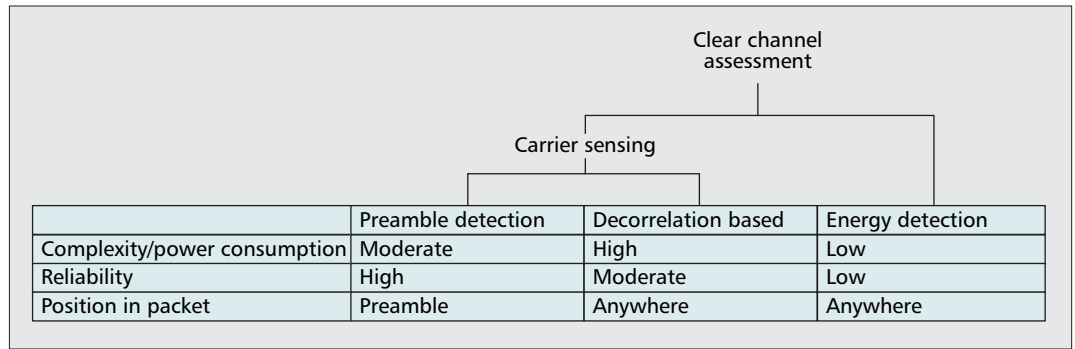 Clear channel
assessment
Carrier sensing
Preamble detection Decorrelation based Energy detection
Complexity/power consumption Moderate High Low
Reliability High Moderate Low
Position in packet Preamble Anywhere Anywhere